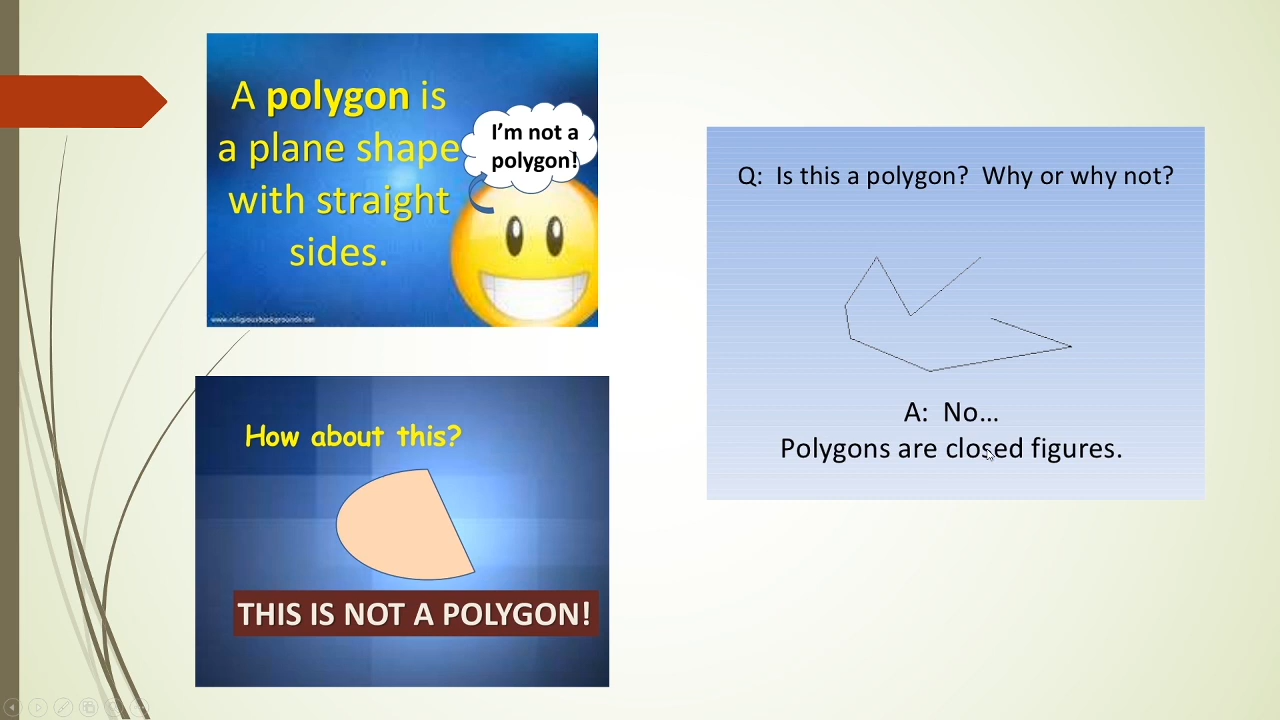 A polygon is
a plane shape
with straight
sides.
I'm not a
polygon!
www.religiousbackgrounds.net
How about this?
THIS IS NOT A POLYGON!
Q:  Is this a polygon?  Why or why not?
A:  No...
Polygons are closed figures.